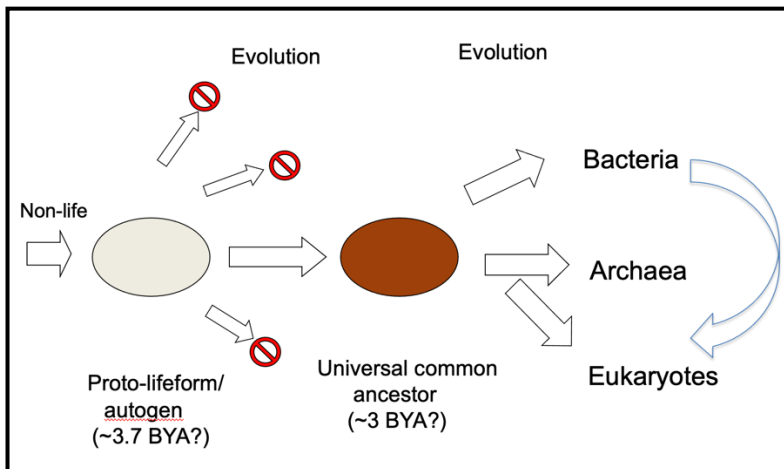 Evolution
Evolution
Non-life
Bacteria
Archaea
Eukaryotes
Proto-lifeform/
autogen
(~3.7 BYA?)
Universal common
ancestor
(~3 BYA?)